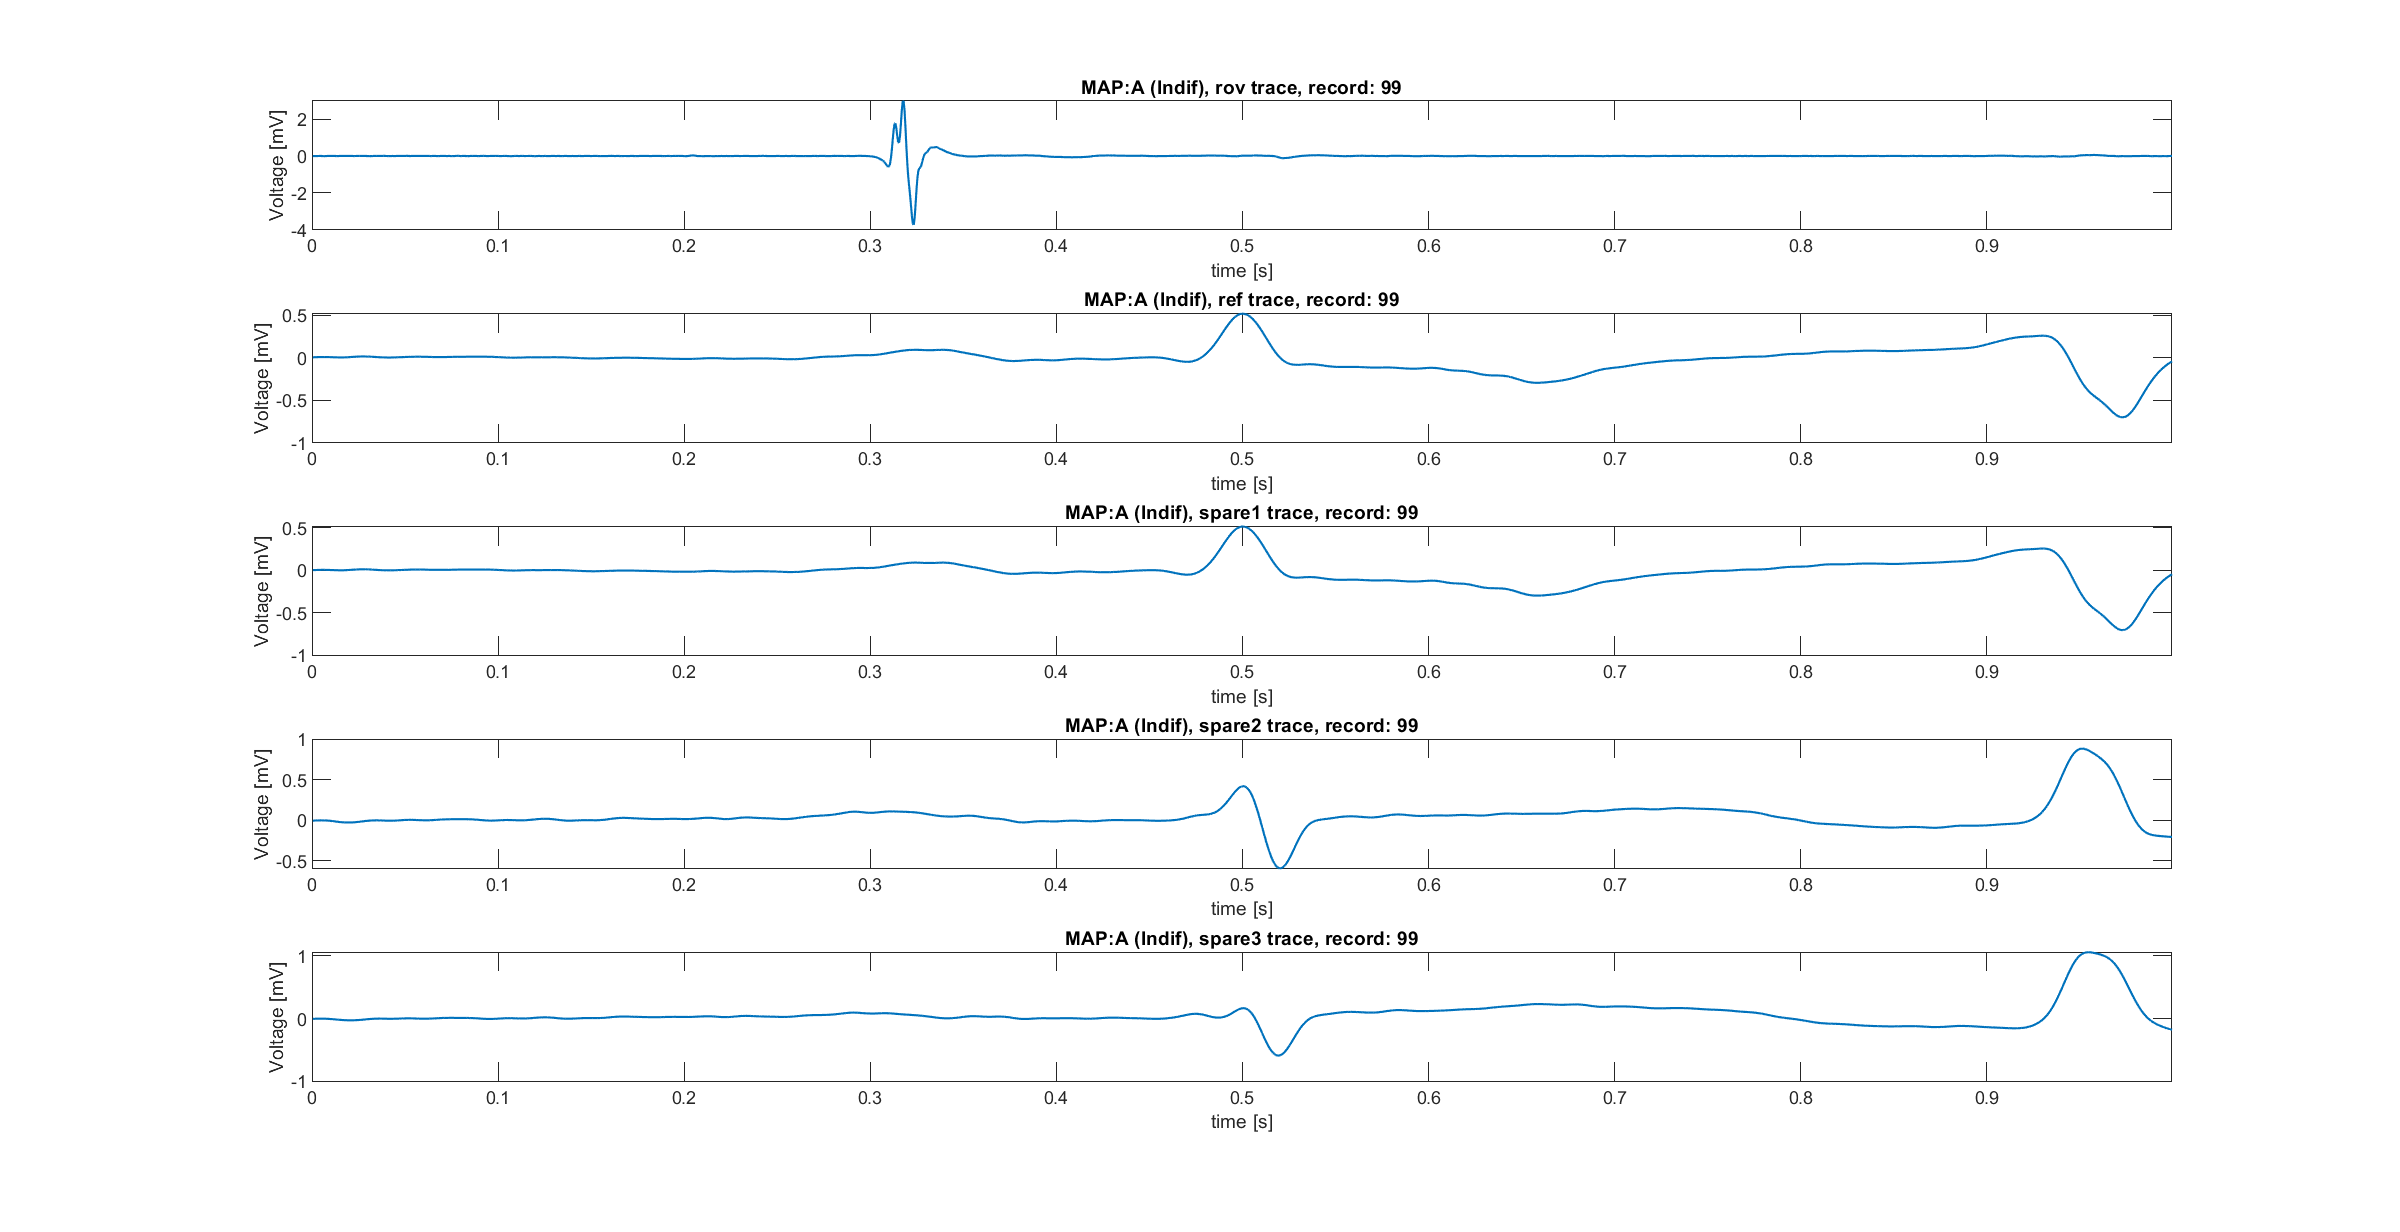 MAP:A (Indif), rov trace, record: 99
Voltage [mV]
2
0
-2
-4
0 0.1 0.2 0.3 0.4 0.5 0.6 0.7 0.8 0.9
time [s]
MAP:A (Indif), ref trace, record: 99
Voltage [mV]
0.5
0
-0.5
-1
0 0.1 0.2 0.3 0.4 0.5 0.6 0.7 0.8 0.9
time [s]
MAP:A (Indif), spare1 trace, record: 99
Voltage [mV]
0.5
0
-0.5
-1
0 0.1 0.2 0.3 0.4 0.5 0.6 0.7 0.8 0.9
time [s]
MAP:A (Indif), spare2 trace, record: 99
Voltage [mV]
1
0.5
0
-0.5
0 0.1 0.2 0.3 0.4 0.5 0.6 0.7 0.8 0.9
time [s]
MAP:A (Indif), spare3 trace, record: 99
Voltage [mV]
1
0
-1
0 0.1 0.2 0.3 0.4 0.5 0.6 0.7 0.8 0.9
time [s]